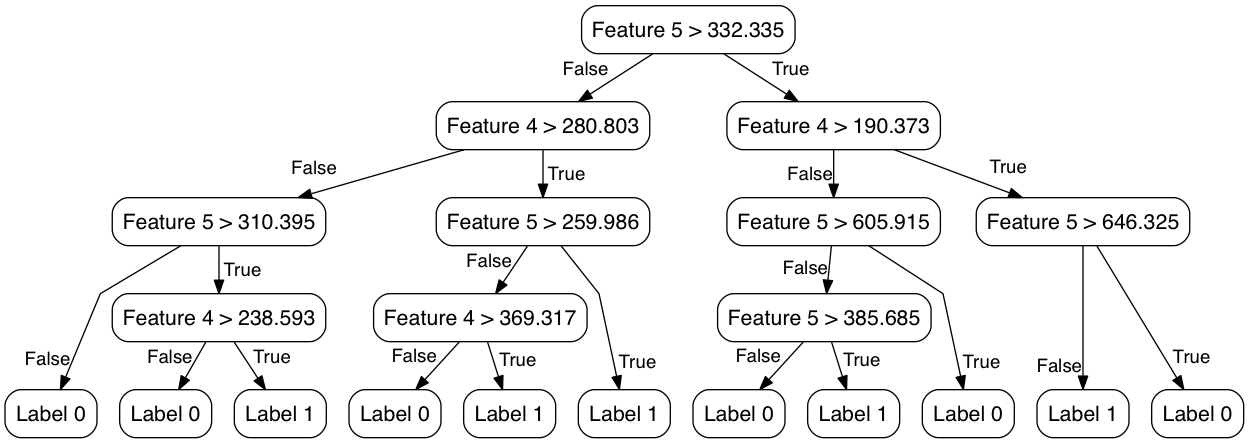 Feature 5 > 332.335
False
True
Feature 4 > 280.803
Feature 4 > 190.373
False
True
False
True
Feature 5 > 310.395
Feature 5 > 259.986
Feature 5 > 605.915
Feature 5 > 646.325
True
False
False
Feature 4 > 238.593
Feature 4 > 369.317
Feature 5 > 385.685
False
False
True
False
True
True
False
True
True
False
True
Label 0
Label 0
Label 1
Label 0
Label 1
Label 1
Label 0
Label 1
Label 0
Label 1
Label 0